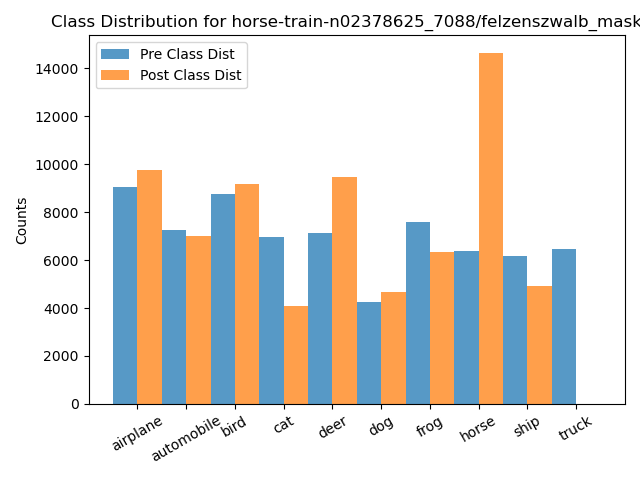 Class Distribution for horse-train-n02378625_7088/felzenszwalb_mask
Pre Class Dist
Post Class Dist
Counts
14000
12000
10000
8000
6000
4000
2000
0
airplane
automobile
bird
cat
deer
dog
frog
horse
ship
truck